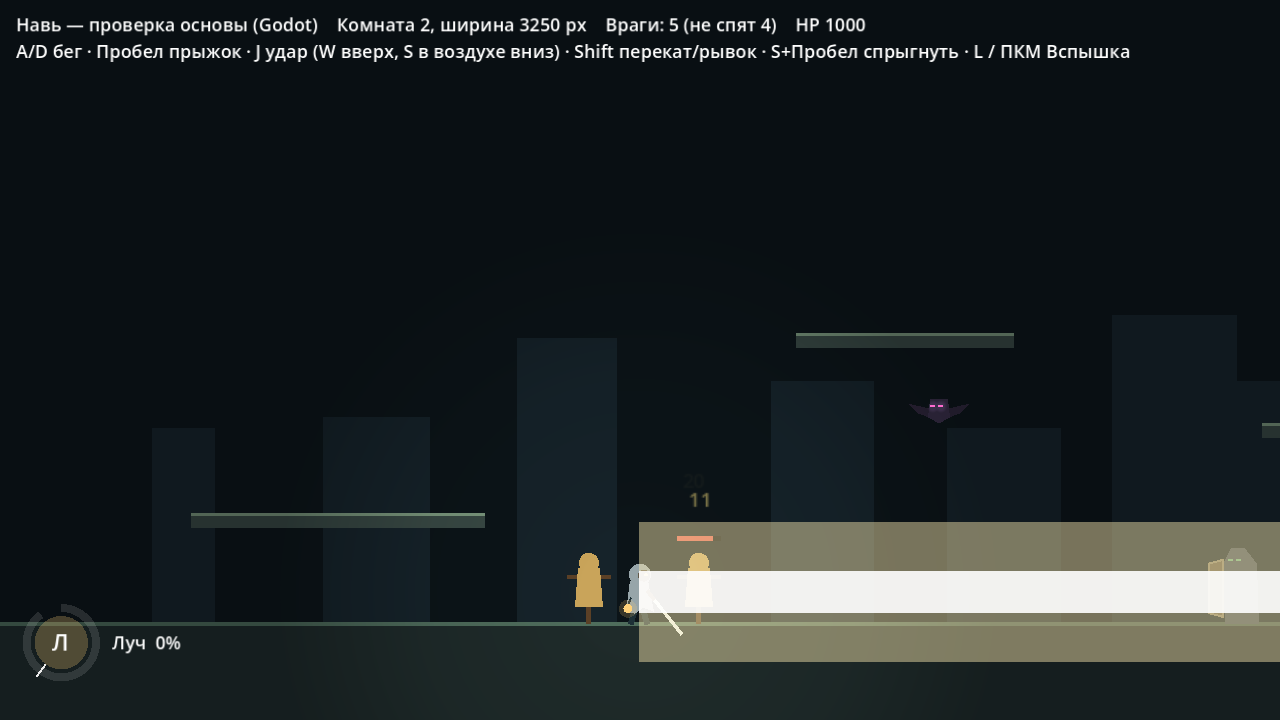 Навь — проверка основы (Godot) Комната 2, ширина 3250 px Враги: 5 (не спят 4) HP 1000
A/D бег · Пробел прыжок · J удар (W вверх, S в воздухе вниз) · Shift перекат/рывок · S+Пробел спрыгнуть · L / ПКМ Вспышка
20
11
Л Луч 0%